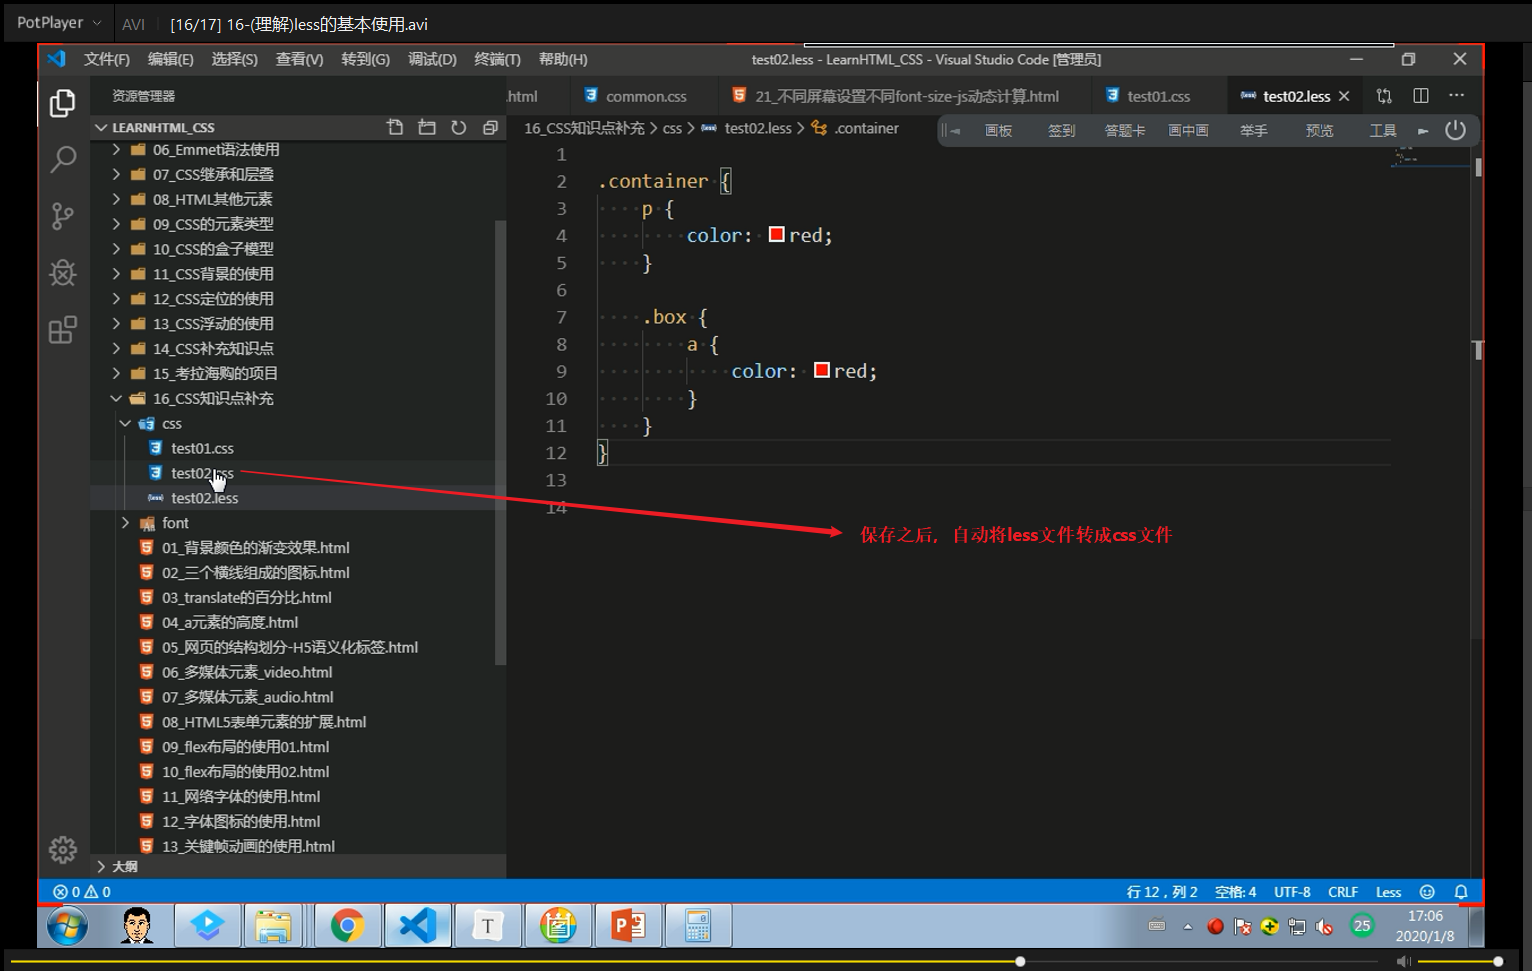 PotPlayer AVI [16/17] 16-(理解)less的基本使用.avi
文件(F) 编辑(E) 选择(S) 查看(V) 转到(G) 调试(D) 终端(T) 帮助(H) test02.less - LearnHTML_CSS - Visual Studio Code [管理员]
资源管理器 .html common.css 21_不同屏幕设置不同font-size-js动态计算.html test01.css test02.less
LEARNHTML_CSS
16_CSS知识点补充 > css > test02.less > .container
画板 签到 答题卡 画中画 举手 预览 工具
06_Emmet语法使用
07_CSS继承和层叠
08_HTML其他元素
09_CSS的元素类型
10_CSS的盒子模型
11_CSS背景的使用
12_CSS定位的使用
13_CSS浮动的使用
14_CSS补充知识点
15_考拉海购的项目
16_CSS知识点补充
css
test01.css
test02.css
test02.less
font
01_背景颜色的渐变效果.html
02_三个横线组成的图标.html
03_translate的百分比.html
04_a元素的高度.html
05_网页的结构划分-H5语义化标签.html
06_多媒体元素_video.html
07_多媒体元素_audio.html
08_HTML5表单元素的扩展.html
09_flex布局的使用01.html
10_flex布局的使用02.html
11_网络字体的使用.html
12_字体图标的使用.html
13_关键帧动画的使用.html
大纲
1
2 .container {
3 p {
4 color: red;
5 }
6
7 .box {
8 a {
9 color: red;
10 }
11 }
12 }
13
14
保存之后，自动将less文件转成css文件
0 0 行 12，列 2 空格: 4 UTF-8 CRLF Less
T P 0 25 17:06
2020/1/8